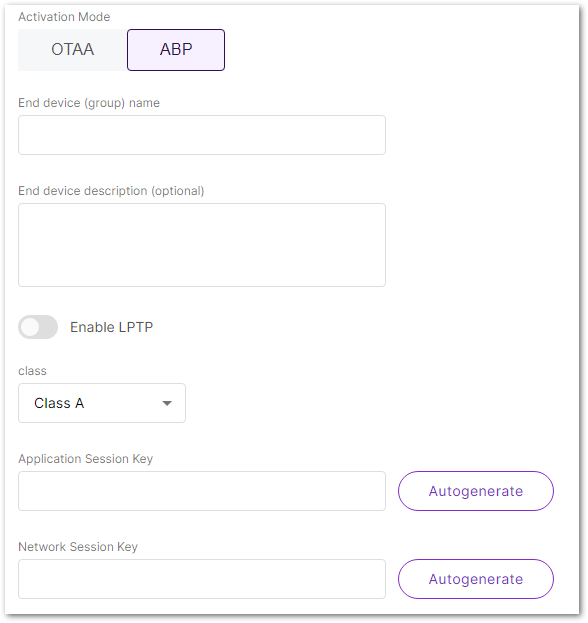 Activation Mode
OTAA ABP
End device (group) name
End device description (optional)
Enable LPTP
class
Class A
Application Session Key
Autogenerate
Network Session Key
Autogenerate